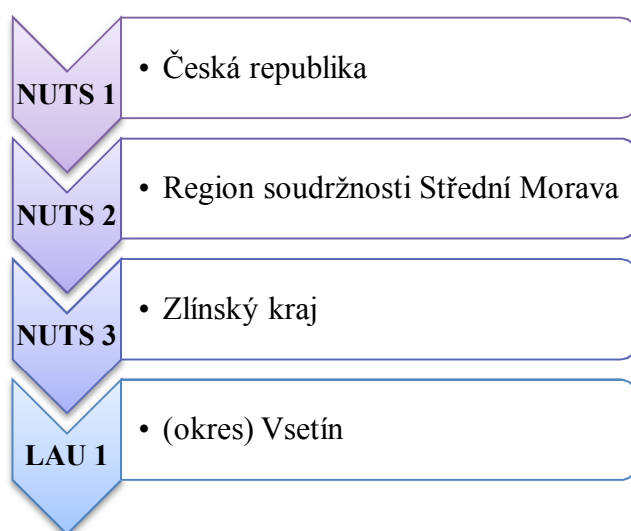 NUTS 1
• Česká republika
NUTS 2
• Region soudržnosti Střední Morava
NUTS 3
• Zlínský kraj
LAU 1
• (okres) Vsetín